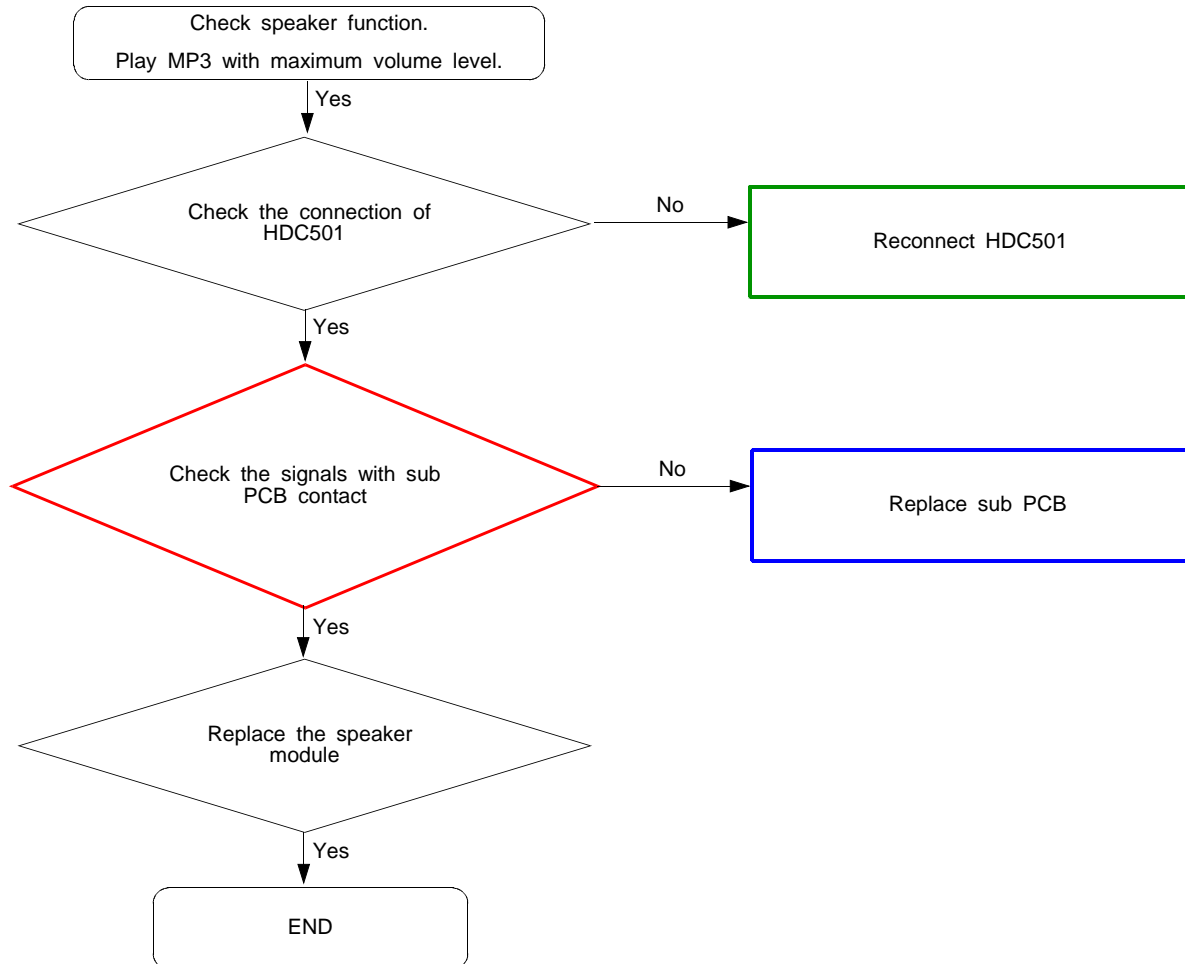 Check speaker function.
Play MP3 with maximum volume level.
Yes
Check the connection of
HDC501
No
Reconnect HDC501
Yes
Check the signals with sub
PCB contact
No
Replace sub PCB
Yes
Replace the speaker
module
Yes
END